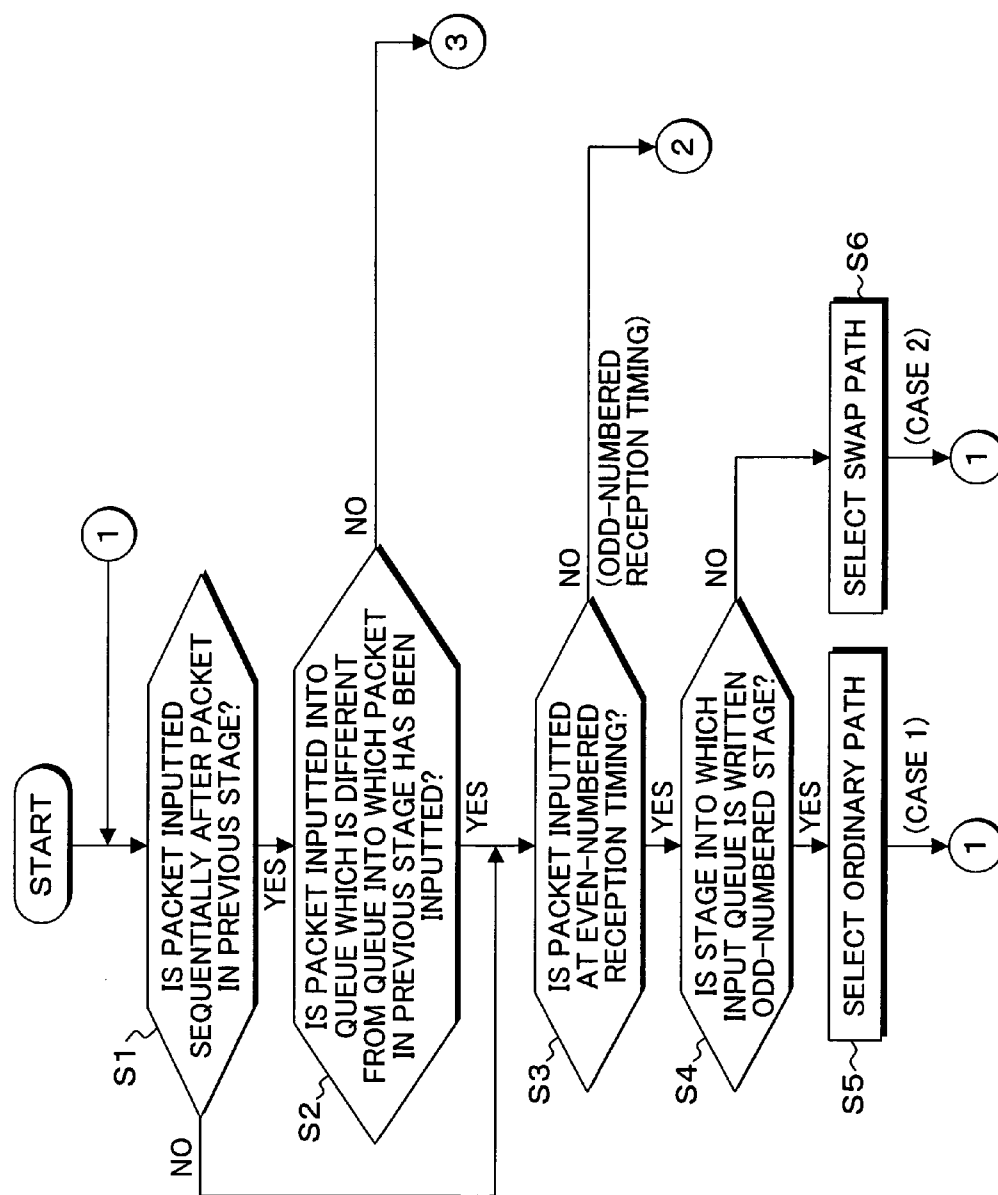 START
1
S1
IS PACKET INPUTTED
SEQUENTIALLY AFTER PACKET
IN PREVIOUS STAGE?
NO
YES
S2
IS PACKET INPUTTED INTO
QUEUE WHICH IS DIFFERENT
FROM QUEUE INTO WHICH PACKET
IN PREVIOUS STAGE HAS BEEN
INPUTTED?
NO
3
YES
S3
IS PACKET INPUTTED
AT EVEN-NUMBERED
RECEPTION TIMING?
NO
(ODD-NUMBERED
RECEPTION TIMING)
2
YES
S4
IS STAGE INTO WHICH
INPUT QUEUE IS WRITTEN
ODD-NUMBERED STAGE?
NO
YES
S5
SELECT ORDINARY PATH
(CASE 1)
1
S6
SELECT SWAP PATH
(CASE 2)
1